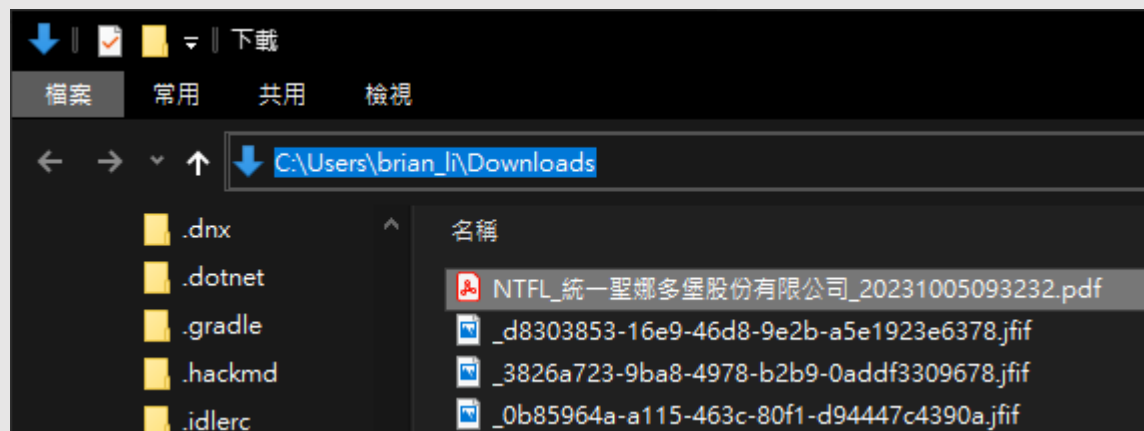 下載
檔案 常用 共用 檢視
C:\Users\brian_li\Downloads
名稱
.dnx
.dotnet
.gradle
.hackmd
.idlerc
NTFL_統一聖娜多堡股份有限公司_20231005093232.pdf
_d8303853-16e9-46d8-9e2b-a5e1923e6378.jfif
_3826a723-9ba8-4978-b2b9-0addf3309678.jfif
_0b85964a-a115-463c-80f1-d94447c4390a.jfif